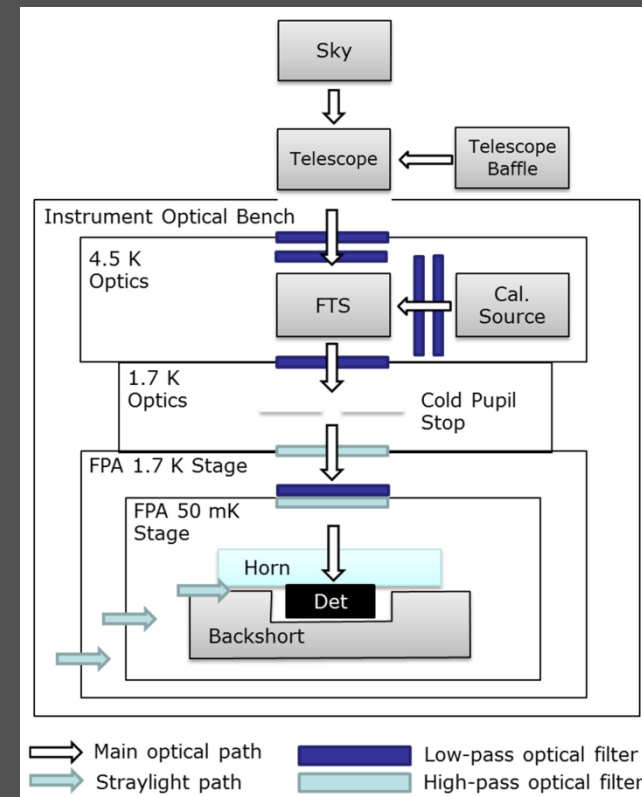 Sky
Telescope
Telescope
Baffle
Instrument Optical Bench
4.5 K
Optics
FTS
Cal.
Source
1.7 K
Optics
Cold Pupil
Stop
FPA 1.7 K Stage
FPA 50 mK
Stage
Horn
Det
Backshort
Main optical path
Low-pass optical filter
Straylight path
High-pass optical filter